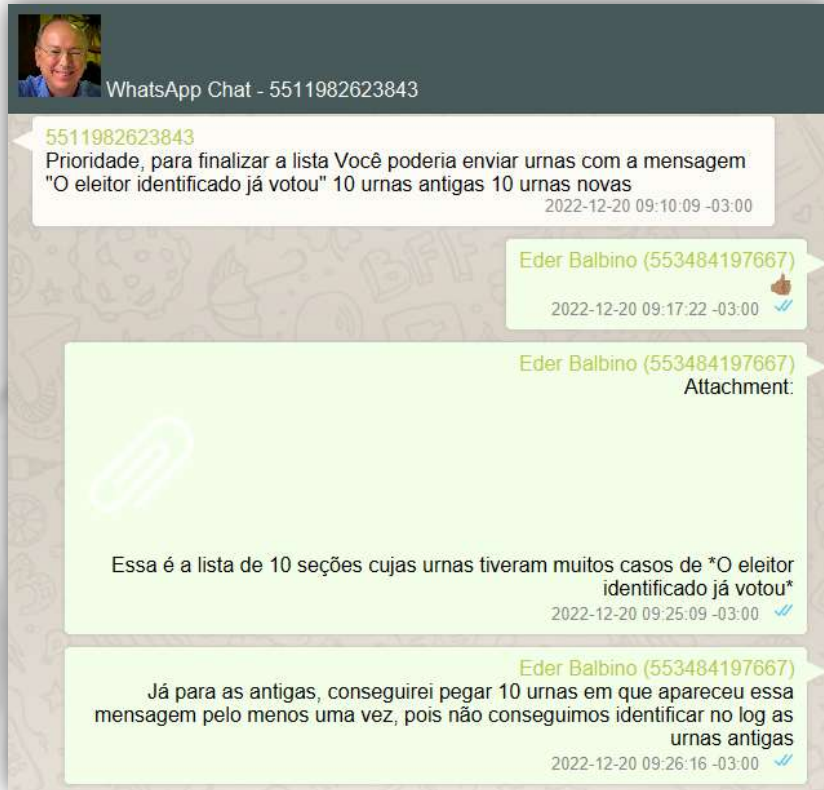 WhatsApp Chat - 5511982623843
5511982623843
Prioridade, para finalizar a lista Você poderia enviar urnas com a mensagem
"O eleitor identificado já votou" 10 urnas antigas 10 urnas novas
2022-12-20 09:10:09 -03:00
Eder Balbino (553484197667)
👍🏽
2022-12-20 09:17:22 -03:00
Eder Balbino (553484197667)
Attachment:
Essa é a lista de 10 seções cujas urnas tiveram muitos casos de *O eleitor
identificado já votou*
2022-12-20 09:25:09 -03:00
Eder Balbino (553484197667)
Já para as antigas, conseguirei pegar 10 urnas em que apareceu essa
mensagem pelo menos uma vez, pois não conseguimos identificar no log as
urnas antigas
2022-12-20 09:26:16 -03:00